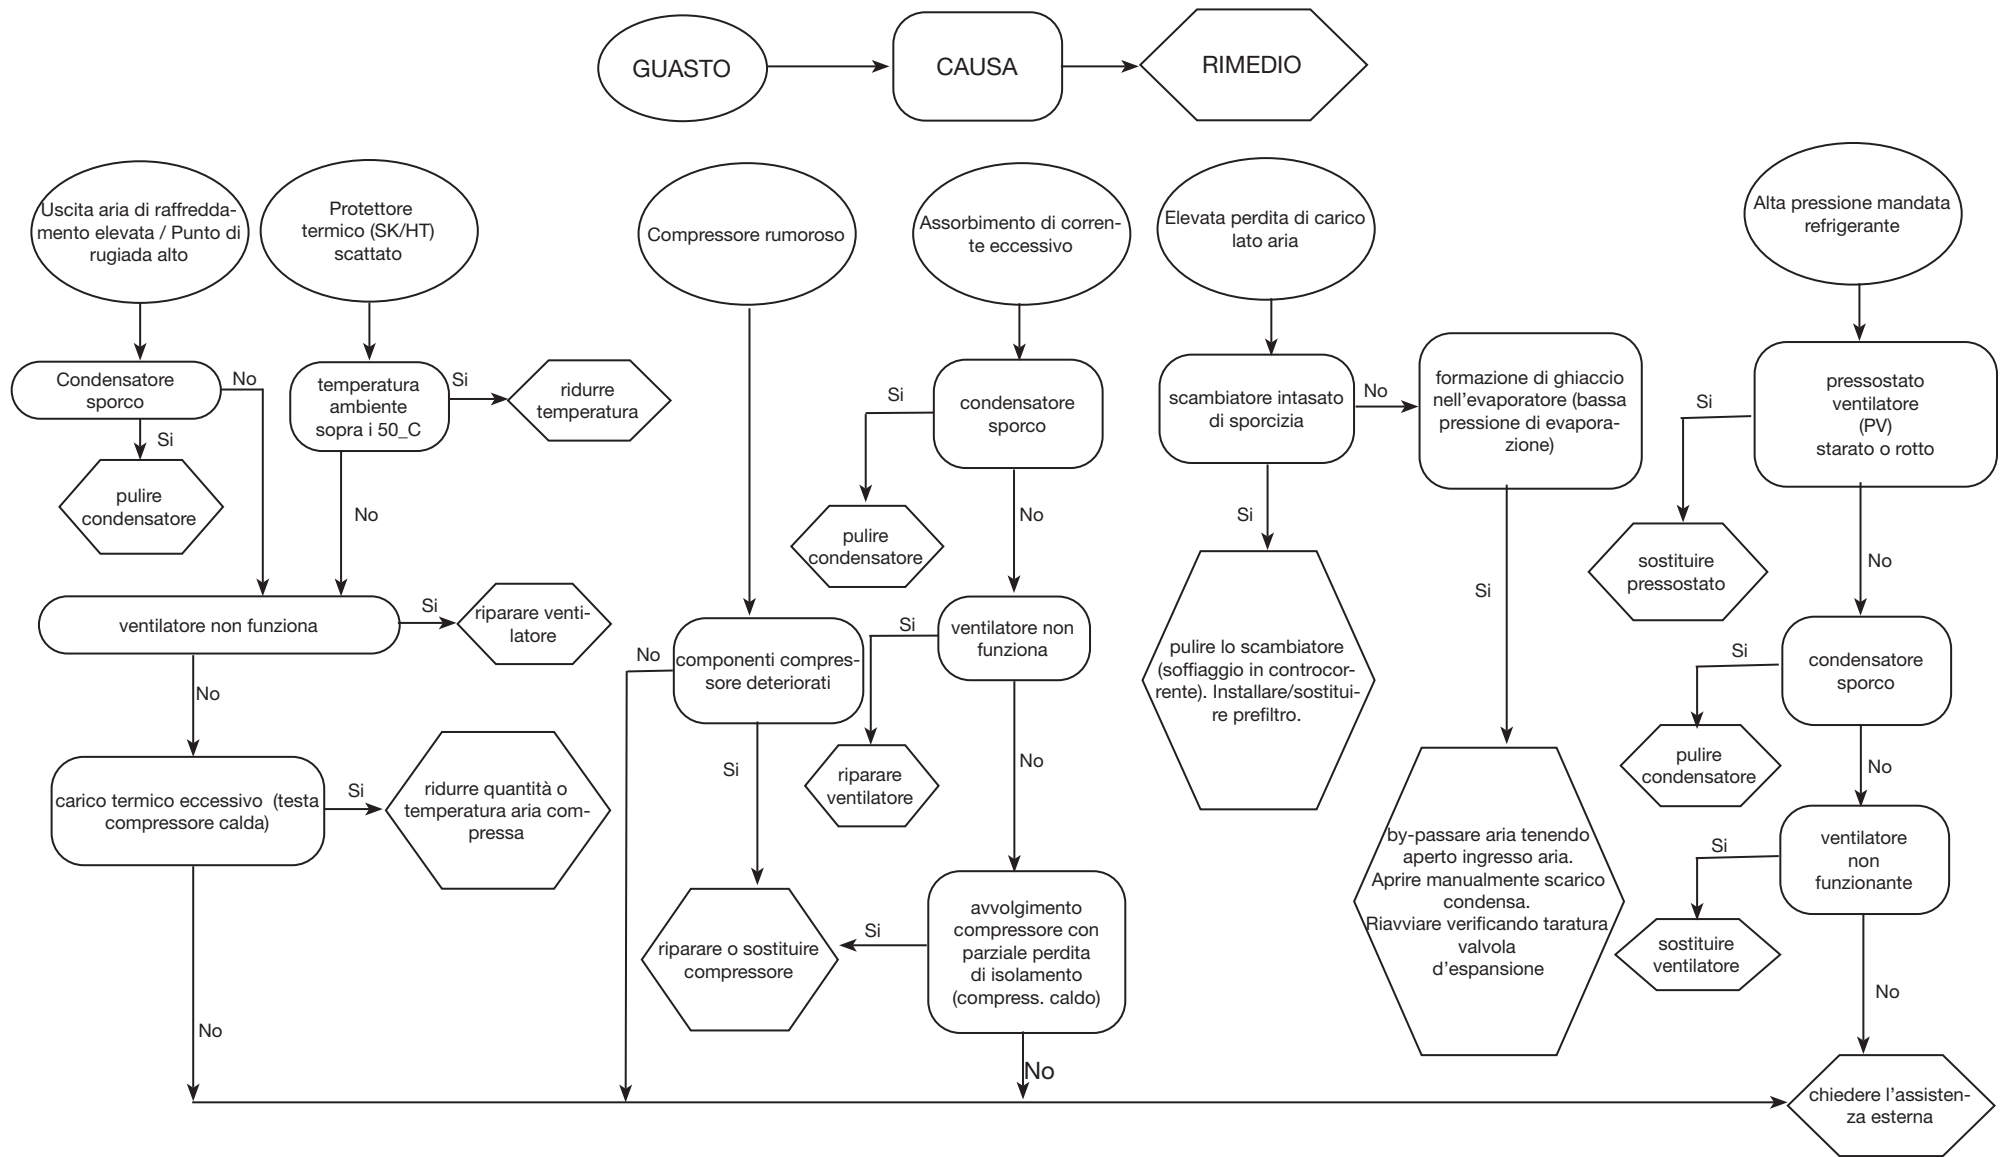 GUASTO
CAUSA
RIMEDIO
Uscita aria di raffredda-
mento elevata / Punto di
rugiada alto
Protettore
termico (SK/HT)
scattato
Compressore rumoroso
Assorbimento di corren-
te eccessivo
Elevata perdita di carico
lato aria
Alta pressione mandata
refrigerante
Condensatore
sporco
No
Si
pulire
condensatore
temperatura
ambiente
sopra i 50_C
Si
ridurre
temperatura
No
ventilatore non funziona
Si
riparare venti-
latore
No
carico termico eccessivo (testa
compressore calda)
Si
ridurre quantità o
temperatura aria com-
pressa
No
componenti compres-
sore deteriorati
No
Si
riparare o sostituire
compressore
condensatore
sporco
Si
pulire
condensatore
No
ventilatore non
funziona
Si
riparare
ventilatore
No
avvolgimento
compressore con
parziale perdita
di isolamento
(compress. caldo)
Si
No
scambiatore intasato
di sporcizia
No
Si
pulire lo scambiatore
(soffiaggio in controcor-
rente). Installare/sostitui-
re prefiltro.
formazione di ghiaccio
nell'evaporatore (bassa
pressione di evapora-
zione)
Si
by-passare aria tenendo
aperto ingresso aria.
Aprire manualmente scarico
condensa.
Riavviare verificando taratura
valvola
d'espansione
pressostato
ventilatore
(PV)
starato o rotto
Si
sostituire
pressostato
No
condensatore
sporco
Si
pulire
condensatore
No
ventilatore
non
funzionante
Si
sostituire
ventilatore
No
chiedere l'assisten-
za esterna